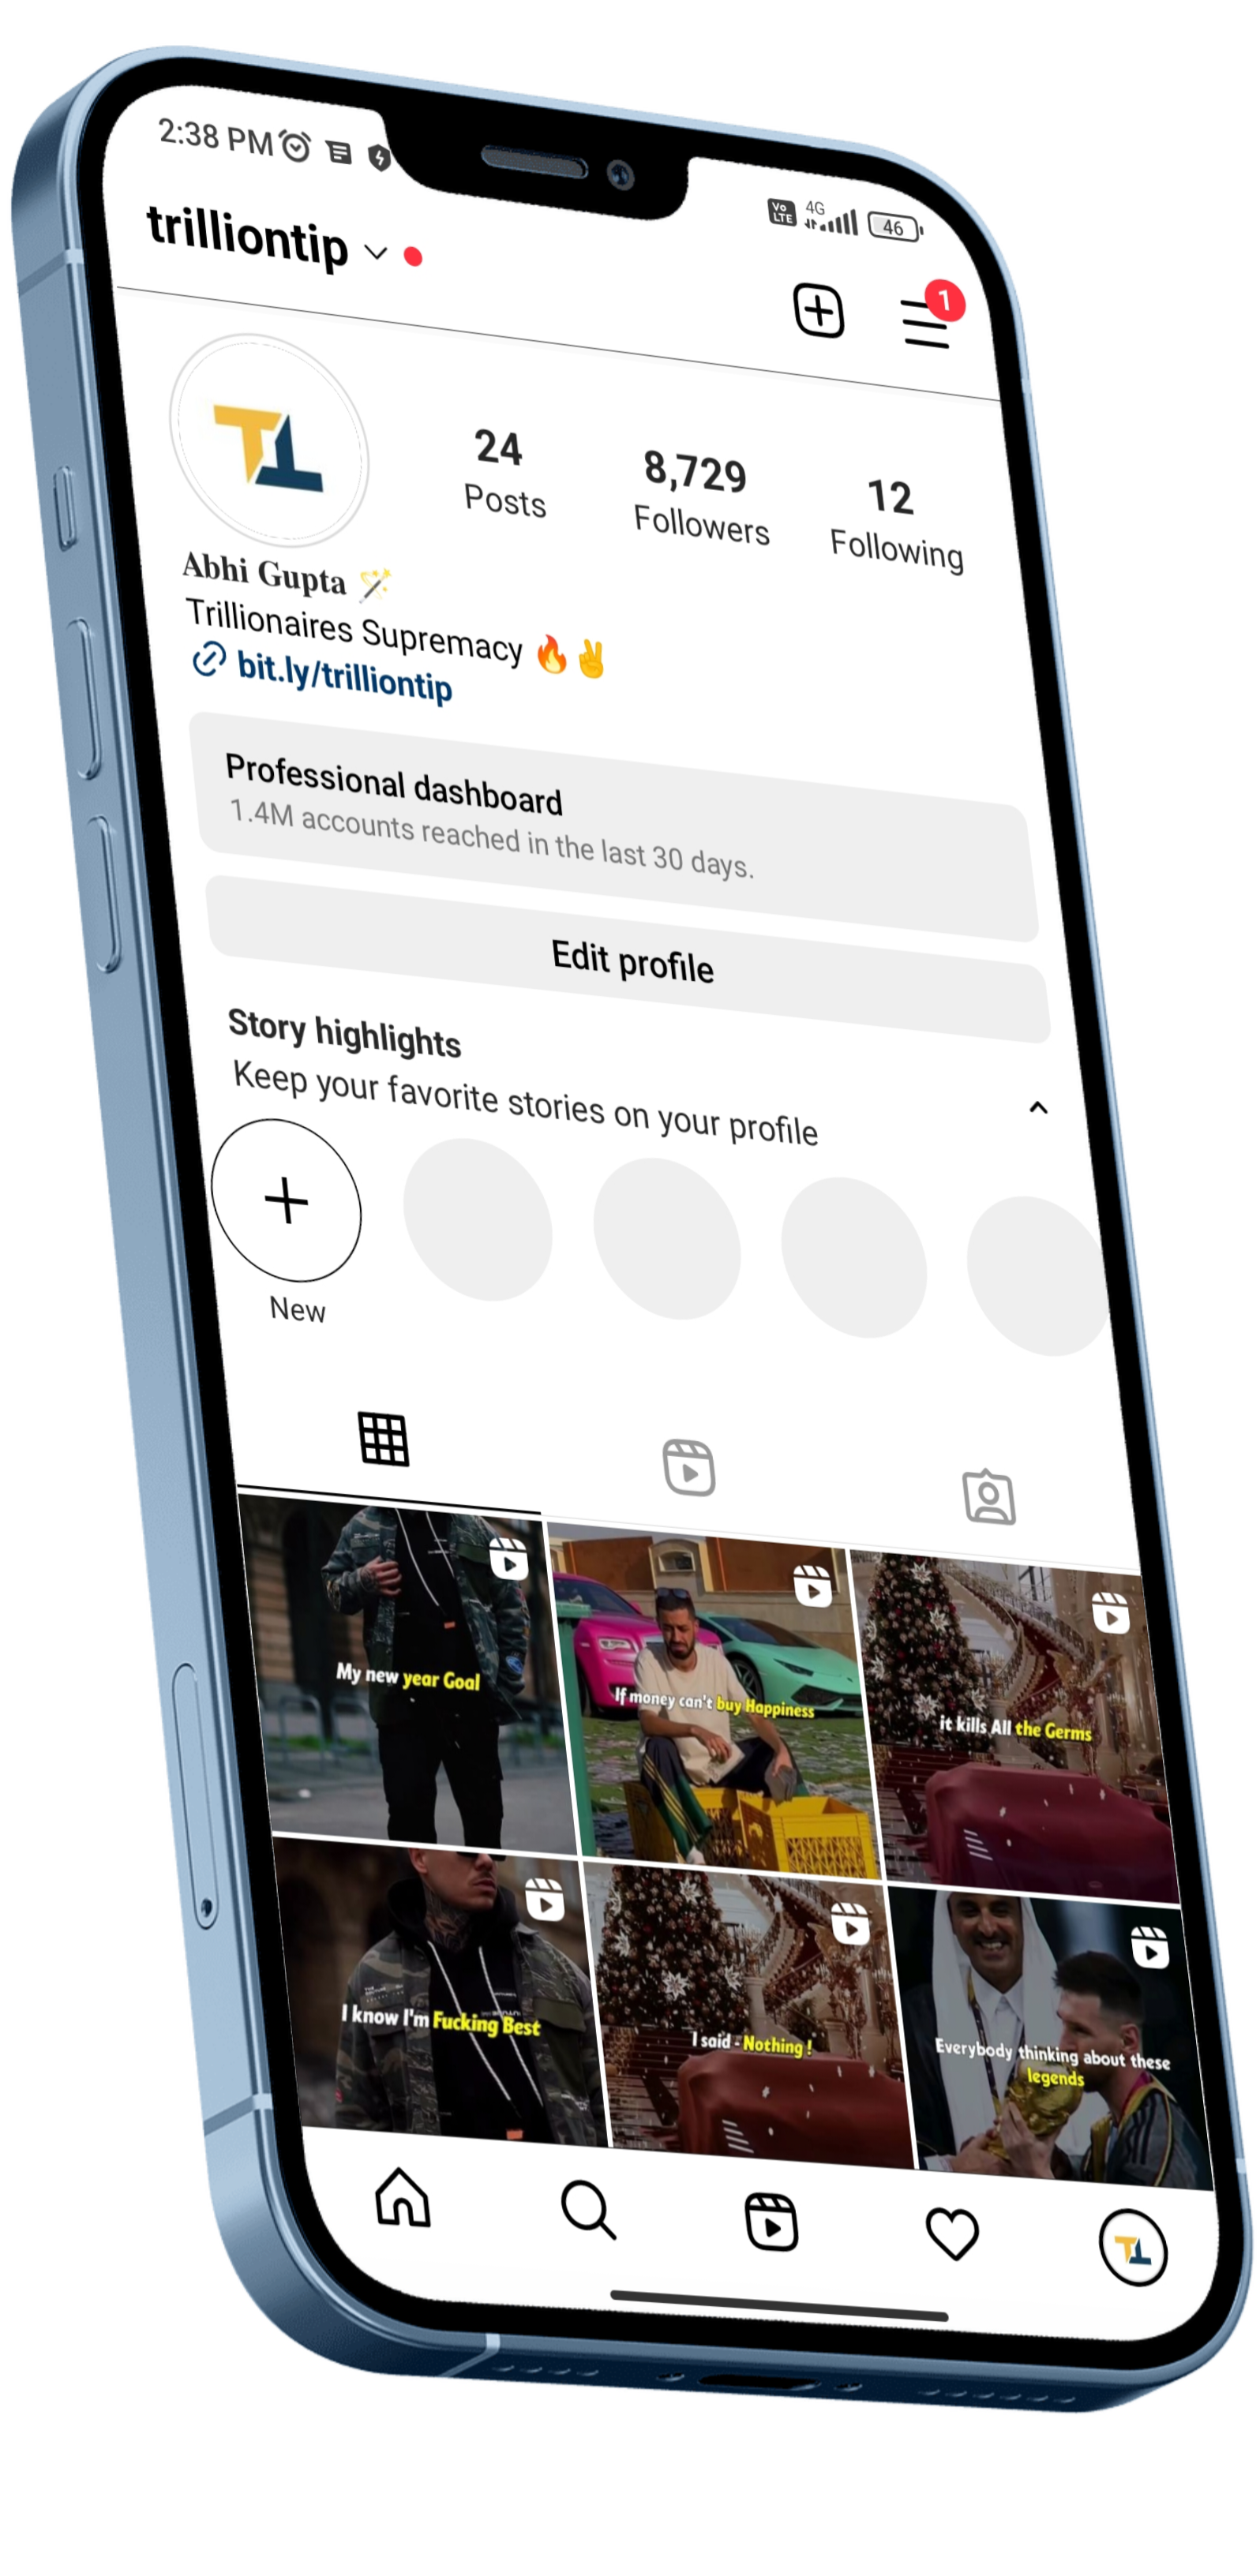 2:38 PM
Vo LTE 4G 46
trilliontip
1
24 8,729 12
Posts Followers Following
Abhi Gupta 🪄
Trillionaires Supremacy 🔥✌️
bit.ly/trilliontip
Professional dashboard
1.4M accounts reached in the last 30 days.
Edit profile
Story highlights
Keep your favorite stories on your profile
New
My new year Goal
If money can't buy Happiness
it kills All the Germs
I know I'm Fucking Best
I said - Nothing !
Everybody thinking about these
legends